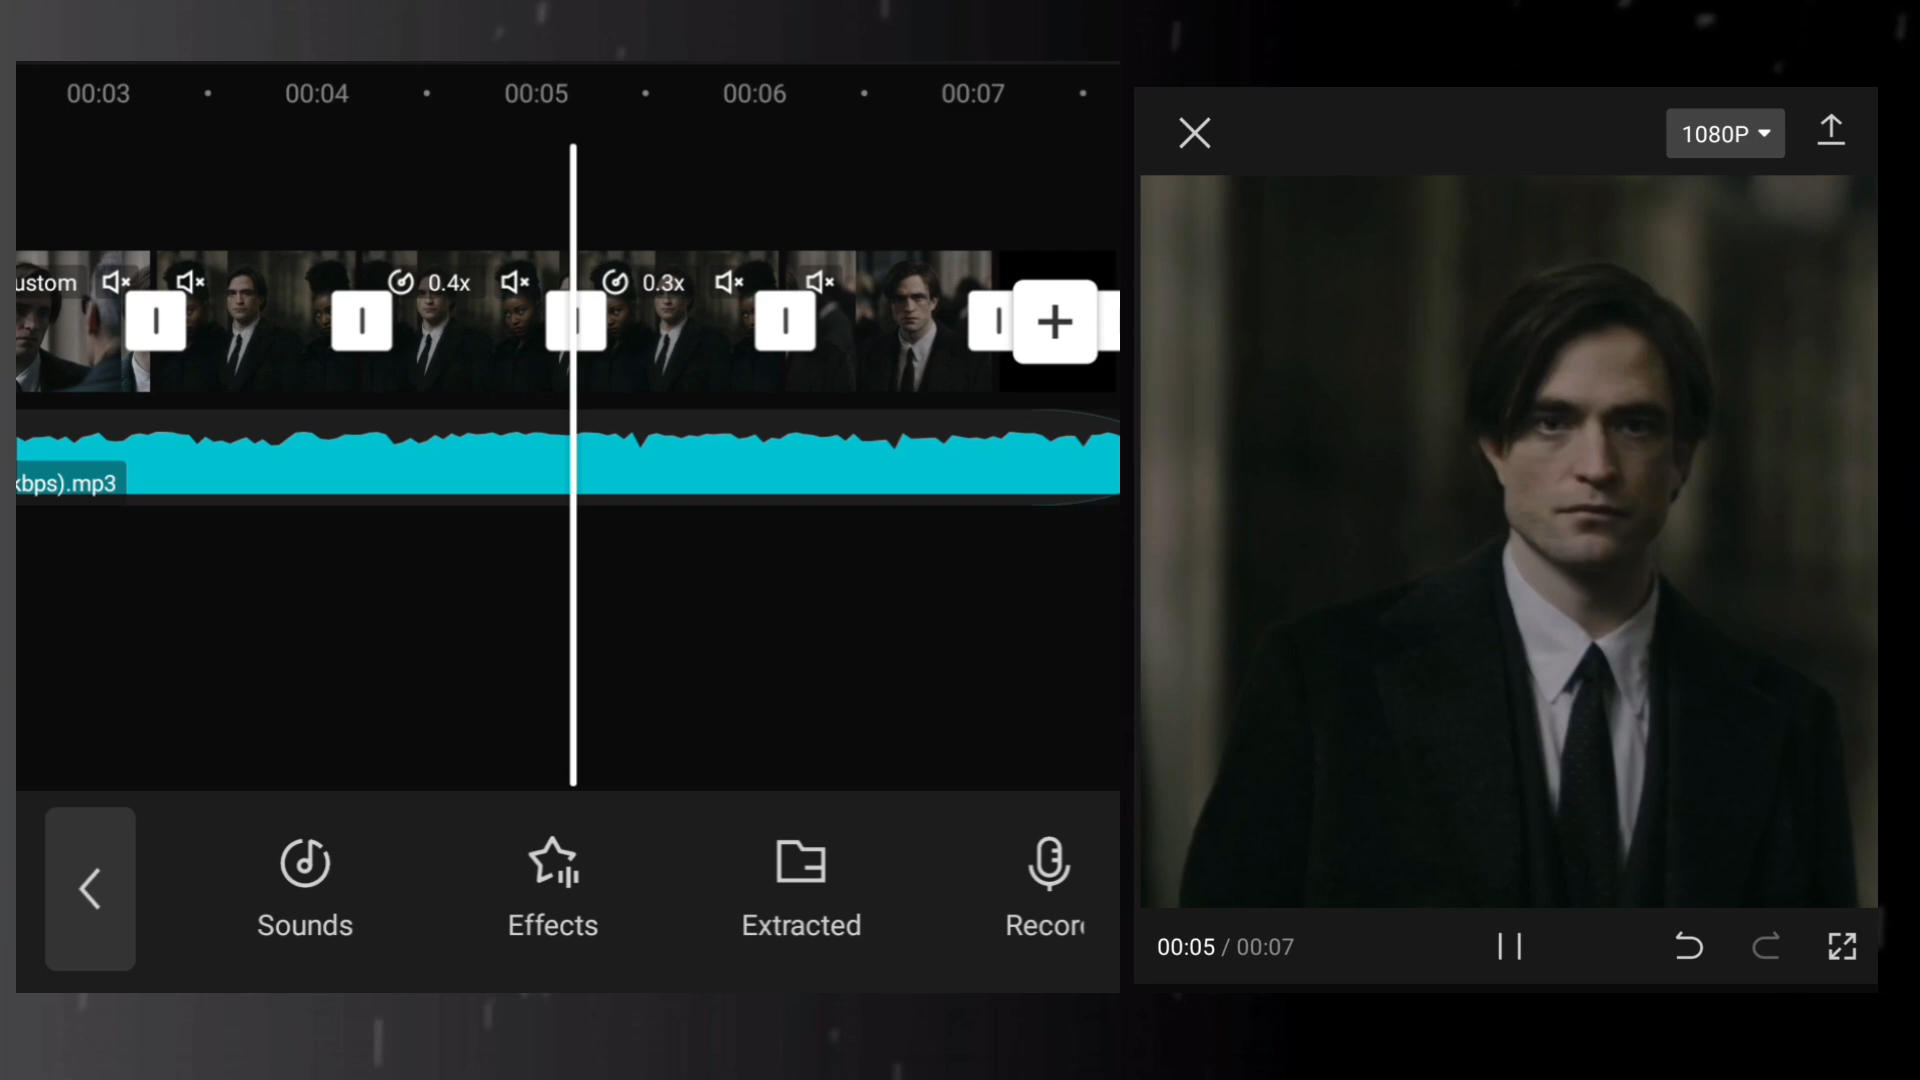 00:03 00:04 00:05 00:06 00:07
1080P
ustom 0.4x 0.3x
kbps).mp3
Sounds Effects Extracted Recor
00:05 / 00:07